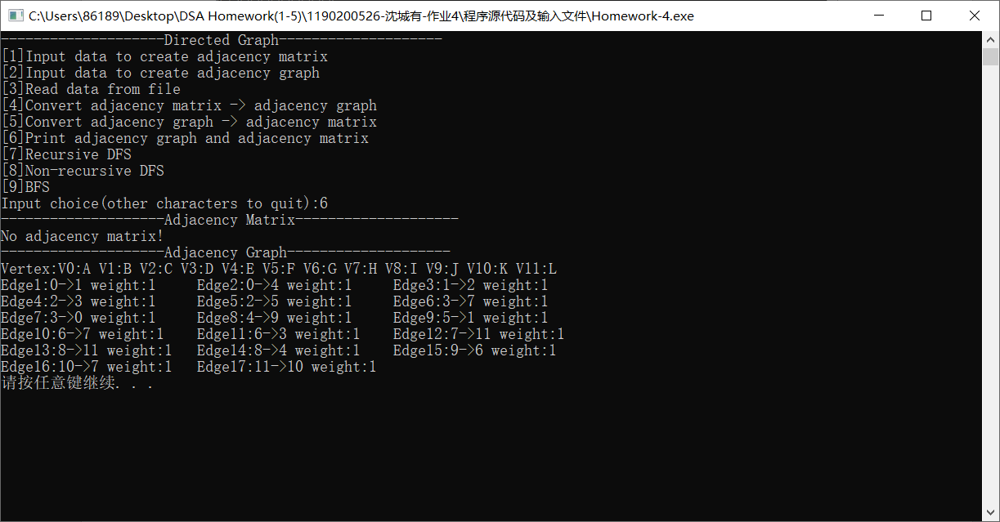 C:\Users\86189\Desktop\DSA Homework(1-5)\1190200526-沈城有-作业4\程序源代码及输入文件\Homework-4.exe
--------------------Directed Graph--------------------
[1]Input data to create adjacency matrix
[2]Input data to create adjacency graph
[3]Read data from file
[4]Convert adjacency matrix -> adjacency graph
[5]Convert adjacency graph -> adjacency matrix
[6]Print adjacency graph and adjacency matrix
[7]Recursive DFS
[8]Non-recursive DFS
[9]BFS
Input choice(other characters to quit):6
--------------------Adjacency Matrix--------------------
No adjacency matrix!
--------------------Adjacency Graph--------------------
Vertex:V0:A V1:B V2:C V3:D V4:E V5:F V6:G V7:H V8:I V9:J V10:K V11:L
Edge1:0->1 weight:1     Edge2:0->4 weight:1     Edge3:1->2 weight:1
Edge4:2->3 weight:1     Edge5:2->5 weight:1     Edge6:3->7 weight:1
Edge7:3->0 weight:1     Edge8:4->9 weight:1     Edge9:5->1 weight:1
Edge10:6->7 weight:1    Edge11:6->3 weight:1    Edge12:7->11 weight:1
Edge13:8->11 weight:1   Edge14:8->4 weight:1    Edge15:9->6 weight:1
Edge16:10->7 weight:1   Edge17:11->10 weight:1
请按任意键继续. . .